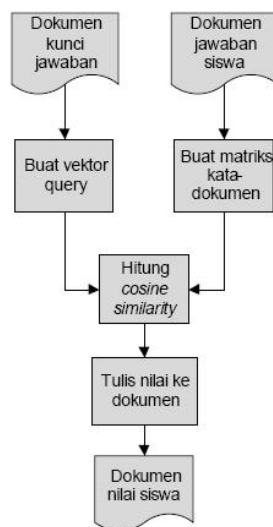 Dokumen
kunci
jawaban
Dokumen
jawaban
siswa
Buat vektor
query
Buat matriks
kata-
dokumen
Hitung
cosine
similarity
Tulis nilai ke
dokumen
Dokumen
nilai siswa